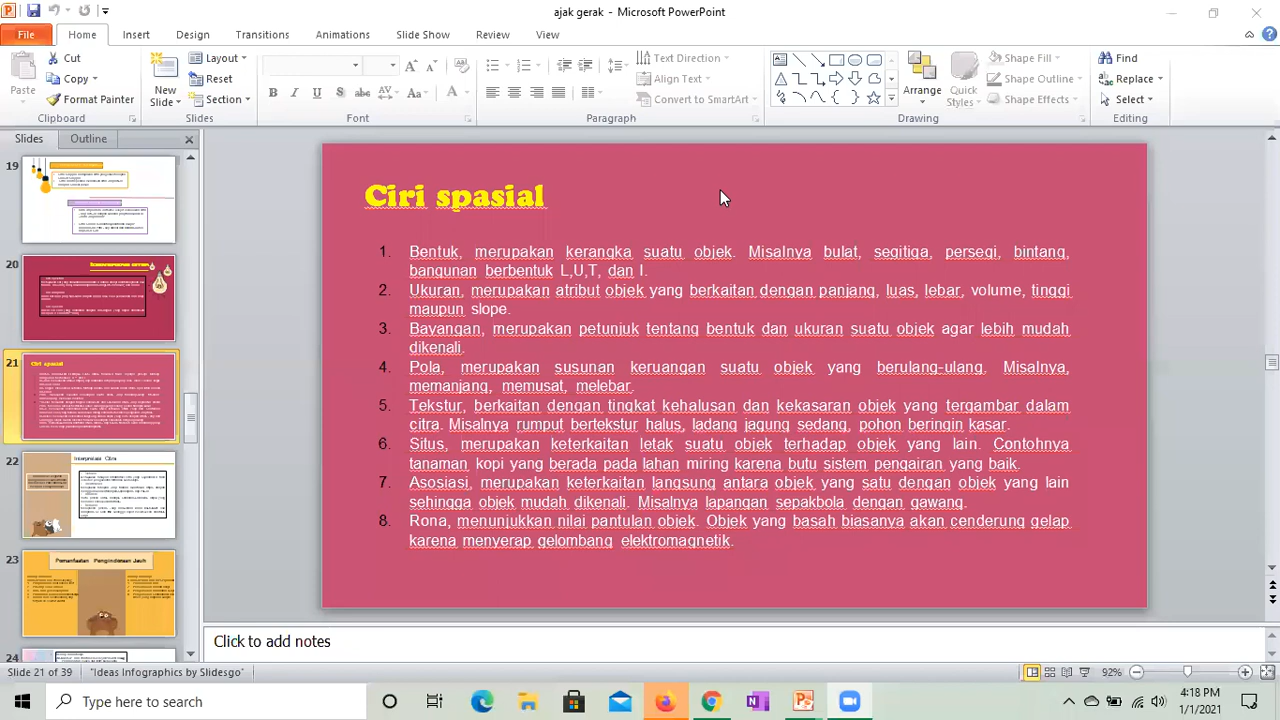 ajak gerak - Microsoft PowerPoint
File Home Insert Design Transitions Animations Slide Show Review View
Paste
Cut
Copy
Format Painter
Clipboard
New Slide
Layout
Reset
Section
Slides
Font
Text Direction
Align Text
Convert to SmartArt
Paragraph
Arrange
Quick Styles
Shape Fill
Shape Outline
Shape Effects
Drawing
Find
Replace
Select
Editing
Slides Outline
19
20
21
Ciri spasial
22
Interpretasi Citra
23
Pemanfaatan Penginderaan Jauh
24
Ciri spasial
1. Bentuk, merupakan kerangka suatu objek. Misalnya bulat, segitiga, persegi, bintang,
bangunan berbentuk L,U,T, dan I.
2. Ukuran, merupakan atribut objek yang berkaitan dengan panjang, luas, lebar, volume, tinggi
maupun slope.
3. Bayangan, merupakan petunjuk tentang bentuk dan ukuran suatu objek agar lebih mudah
dikenali.
4. Pola, merupakan susunan keruangan suatu objek yang berutang-ulang. Misalnya,
memanjang, memusat, melebar.
5. Tekstur, berkaitan dengan tingkat kehalusan dan kekasaran objek yang tergambar dalam
citra. Misalnya rumput bertekstur halus, ladang jagung sedang, pohon beringin kasar.
6. Situs, merupakan keterkaitan letak suatu objek terhadap objek yang lain. Contohnya
tanaman kopi yang berada pada lahan miring karena butuh sistem pengairan yang baik.
7. Asosiasi, merupakan keterkaitan langsung antara objek yang satu dengan objek yang lain
sehingga objek mudah dikenali. Misalnya lapangan sepakbola dengan gawang.
8. Rona, menunjukkan nilai pantulan objek. Objek yang basah biasanya akan cenderung gelap
karena menyerap gelombang elektromagnetik.
Click to add notes
Slide 21 of 39 "Ideas Infographics by Slidesgo" 92%
Type here to search
4:18 PM
1/1/2021